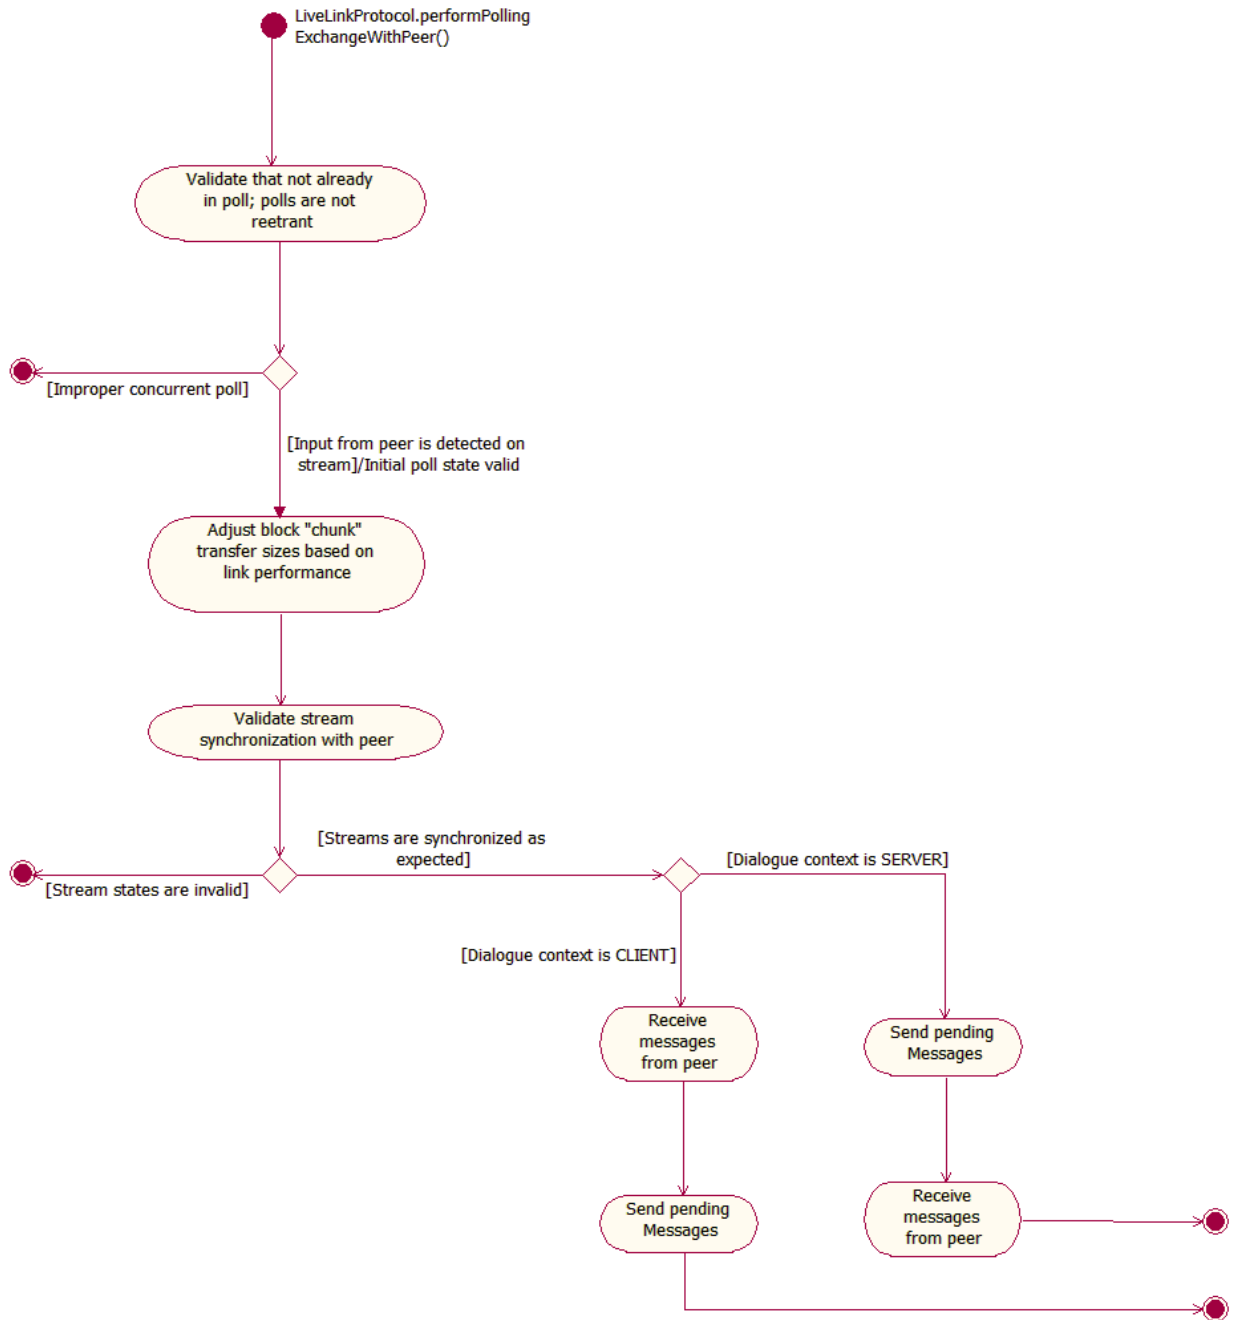 LiveLinkProtocol.performPolling
ExchangeWithPeer()
Validate that not already
in poll; polls are not
reetrant
[Improper concurrent poll]
[Input from peer is detected on
stream]/Initial poll state valid
Adjust block "chunk"
transfer sizes based on
link performance
Validate stream
synchronization with peer
[Streams are synchronized as
expected]
[Stream states are invalid]
[Dialogue context is SERVER]
[Dialogue context is CLIENT]
Receive
messages
from peer
Send pending
Messages
Send pending
Messages
Receive
messages
from peer